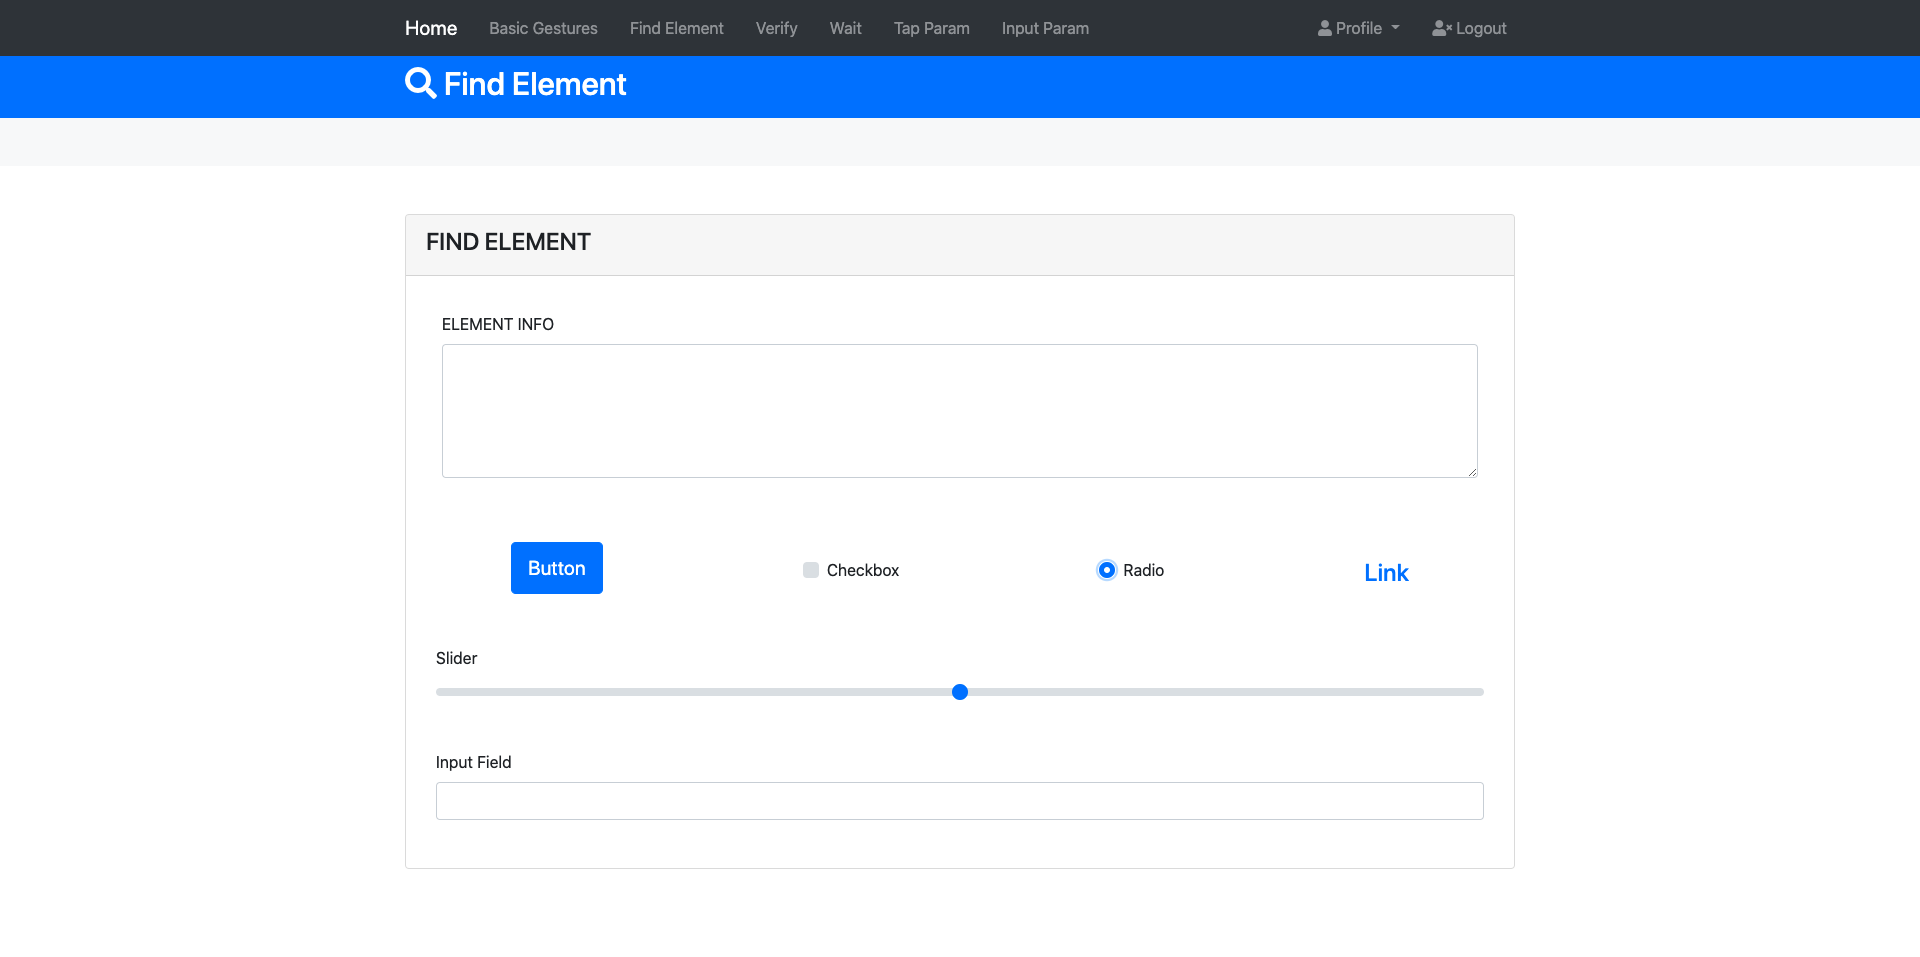 Home Basic Gestures Find Element Verify Wait Tap Param Input Param Profile Logout
Find Element
FIND ELEMENT
ELEMENT INFO
Button Checkbox Radio Link
Slider
Input Field